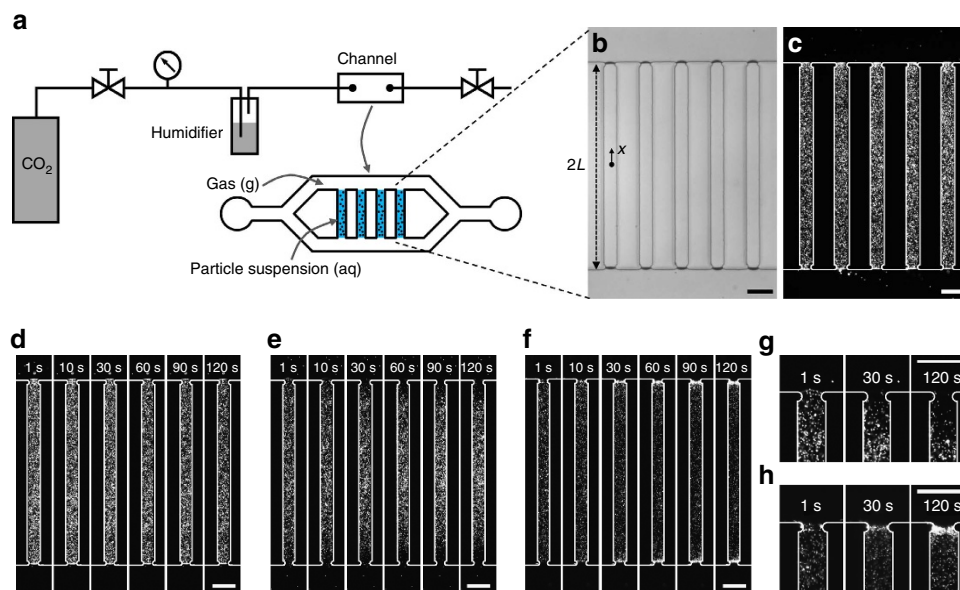 a
Channel
Humidifier
CO2
Gas (g)
Particle suspension (aq)
b
x
2L
c
d
1 s 10 s 30 s 60 s 90 s 120 s
e
1 s 10 s 30 s 60 s 90 s 120 s
f
1 s 10 s 30 s 60 s 90 s 120 s
g
1 s 30 s 120 s
h
1 s 30 s 120 s